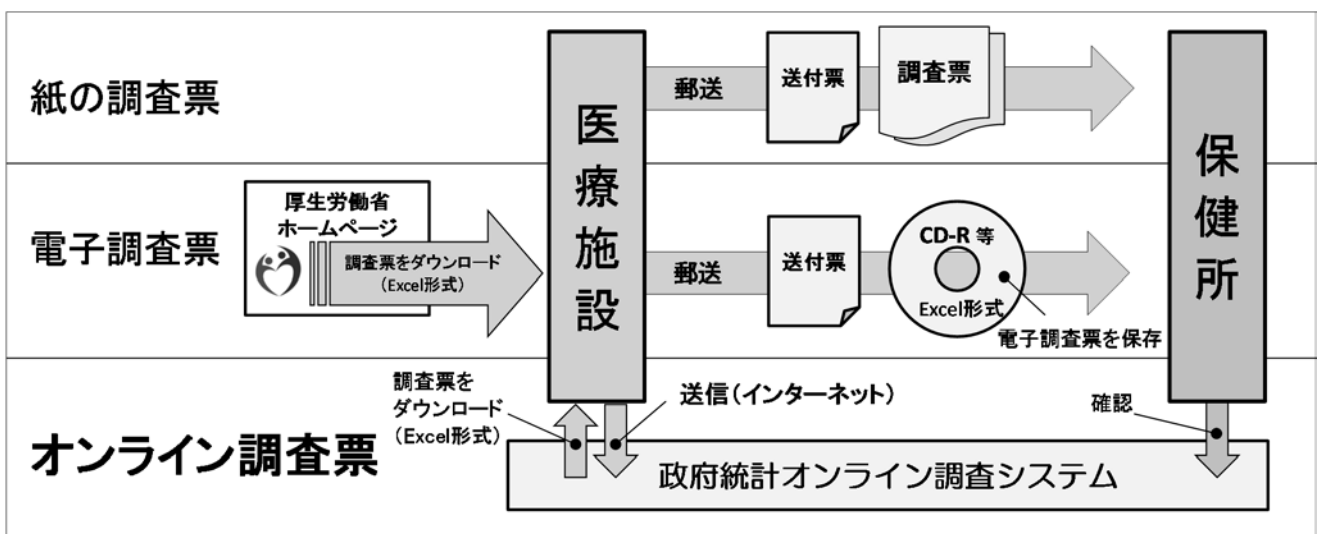 紙の調査票
医療施設
郵送
送付票
調査票
保健所
電子調査票
厚生労働省
ホームページ
調査票をダウンロード
(Excel形式)
郵送
送付票
CD-R 等
Excel形式
電子調査票を保存
オンライン調査票
調査票を
ダウンロード
(Excel形式)
送信(インターネット)
確認
政府統計オンライン調査システム